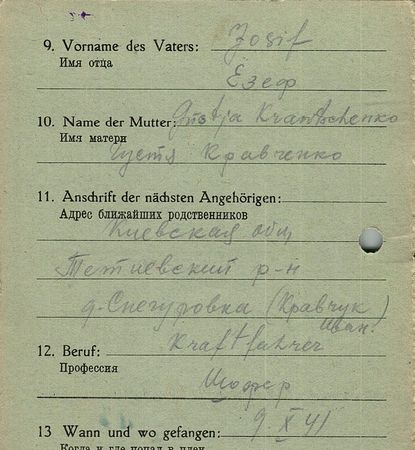 9. Vorname des Vaters: Josif
Имя отца
Езеф
10. Name der Mutter: Krawtschenko
Имя матери
Густя Кравченко
11. Anschrift der nächsten Angehörigen:
Адрес ближайших родственников
Киевская обл
Тетиевский р-н
д. Снегуровка (Кравчук
Иван)
12. Beruf: Kraftfahrer
Профессия
Шофер
9 X 41
13 Wann und wo gefangen:
Когда и где попал в плен